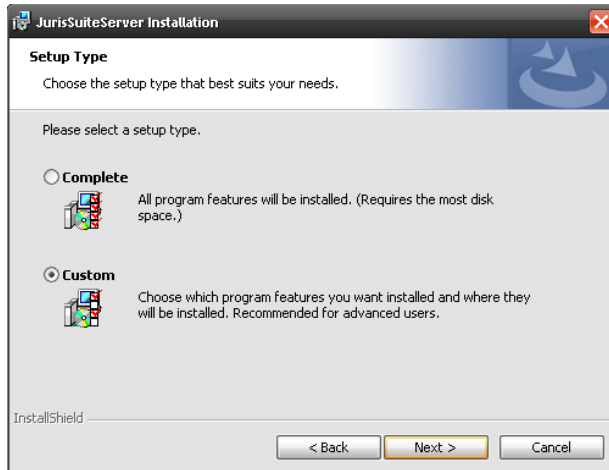 JurisSuiteServer Installation
Setup Type
Choose the setup type that best suits your needs.
Please select a setup type.
Complete
All program features will be installed. (Requires the most disk
space.)
Custom
Choose which program features you want installed and where they
will be installed. Recommended for advanced users.
InstallShield
< Back
Next >
Cancel